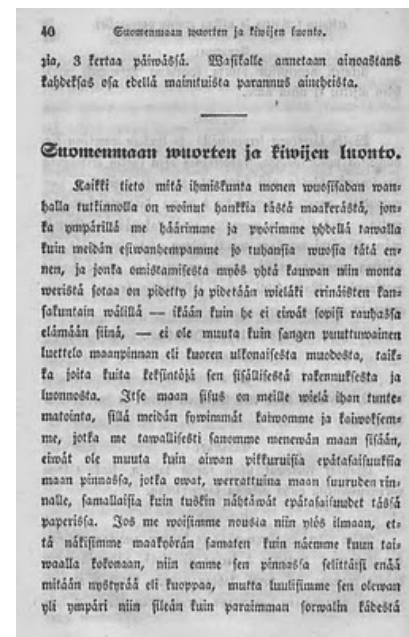 40 Suomenmaan wuorten ja kiwijen luonto.
zia, 3 kertaa päiwässä. Wasikalle annetaan ainoastans
kahdeksas osa edellä mainituista parannus aineheista.
Suomenmaan wuorten ja kiwijen luonto.
Kaikki tieto mitä ihmiskunta monen wuosisadan wan-
halla tutkinnolla on woinut hankkia tästä maakerästä, jon-
ka ympärillä me häärimme ja pyörimme yhdellä tawalla
kuin meidän esiwanhempamme jo tuhansia wuosia tätä en-
nen, ja jonka omistamisesta myös yhtä kauwan niin monta
weristä sotaa on pidetty ja pidetään wieläki erinäisten kan-
sakuntain wälillä — ikään kuin he ei eiwät sopisi rauhassa
elämään siinä, — ei ole muuta kuin sangen puuttuwainen
luettelo maanpinnan eli kuoren ulkonaisesta muodosta, taik-
ka joita kuita keksintöjä sen sisällisestä rakennuksesta ja
luonnosta. Itse maan sisus on meille wielä ihan tunte-
matointa, sillä meidän sywimmät kaiwomme ja kaiwoksem-
me, jotka me tawallisesti sanomme menewän maan sisään,
eiwät ole muuta kuin aiwan pikkuruisia epätasaisuuksia
maan pinnassa, jotka owat, werrattuina maan suuruden rin-
nalle, samallaisia kuin tuskin nähtäwät epätasaisuudet tässä
paperissa. Jos me woisimme nousia niin ylös ilmaan, et-
tä näkisimme maakyörän samaten kuin näemme kuun tai-
waalla kokonaan, niin emme sen pinnassa selittäisi enää
mitään nystyrää eli kuoppaa, mutta luulisimme sen olewan
yli ympäri niin sileän kuin paraimman sorwalin kädestä